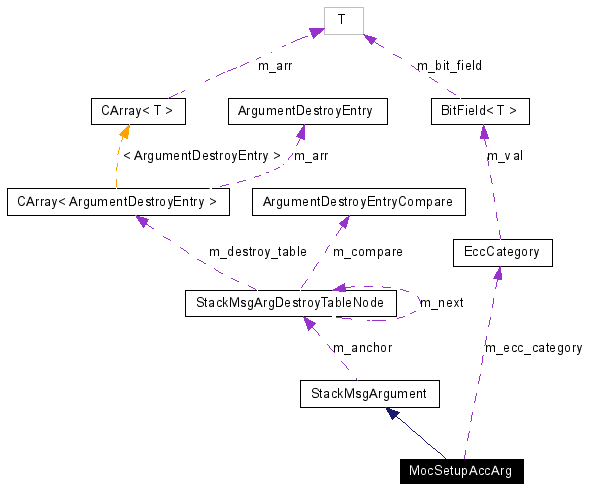 T
m_arr
m_bit_field
CArray< T >
ArgumentDestroyEntry
BitField< T >
< ArgumentDestroyEntry >
m_arr
m_val
CArray< ArgumentDestroyEntry >
ArgumentDestroyEntryCompare
m_destroy_table
m_compare
EccCategory
StackMsgArgDestroyTableNode
m_next
m_anchor
m_ecc_category
StackMsgArgument
MocSetupAccArg